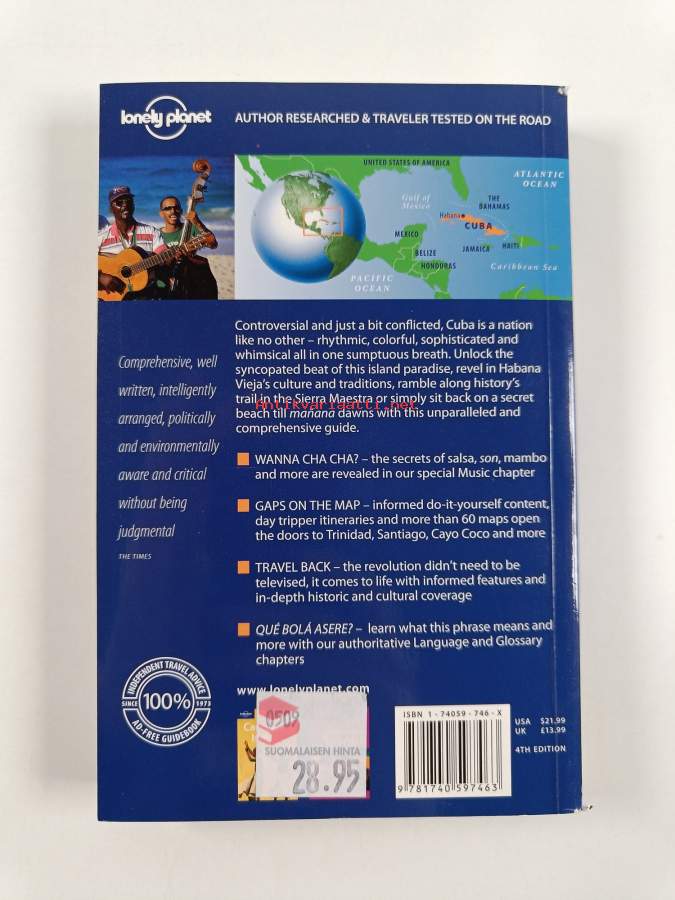 lonely planet
AUTHOR RESEARCHED & TRAVELER TESTED ON THE ROAD
UNITED STATES OF AMERICA
ATLANTIC
OCEAN
Gulf of
Mexico
THE
BAHAMAS
Habana
CUBA
MEXICO
JAMAICA
HAITI
BELIZE
HONDURAS
Caribbean Sea
PACIFIC
OCEAN
Controversial and just a bit conflicted, Cuba is a nation
like no other – rhythmic, colorful, sophisticated and
whimsical all in one sumptuous breath. Unlock the
syncopated beat of this island paradise, revel in Habana
Vieja's culture and traditions, ramble along history's
trail in the Sierra Maestra or simply sit back on a secret
beach till mañana dawns with this unparalleled and
comprehensive guide.
Antikvariaatti.net
Comprehensive, well
written, intelligently
arranged, politically
and environmentally
aware and critical
without being
judgmental
THE TIMES
WANNA CHA CHA? – the secrets of salsa, son, mambo
and more are revealed in our special Music chapter
GAPS ON THE MAP – informed do-it-yourself content,
day tripper itineraries and more than 60 maps open
the doors to Trinidad, Santiago, Cayo Coco and more
TRAVEL BACK – the revolution didn't need to be
televised, it comes to life with informed features and
in-depth historic and cultural coverage
QUÉ BOLÁ ASERE? – learn what this phrase means and
more with our authoritative Language and Glossary
chapters
www.lonelyplanet.com
INDEPENDENT TRAVEL ADVICE
SINCE 100% 1973
AD-FREE GUIDEBOOK
0509
SUOMALAISEN HINTA
28.95
ISBN 1-74059-746-X
9 781740 597463
USA $21.99
UK £13.99
4TH EDITION